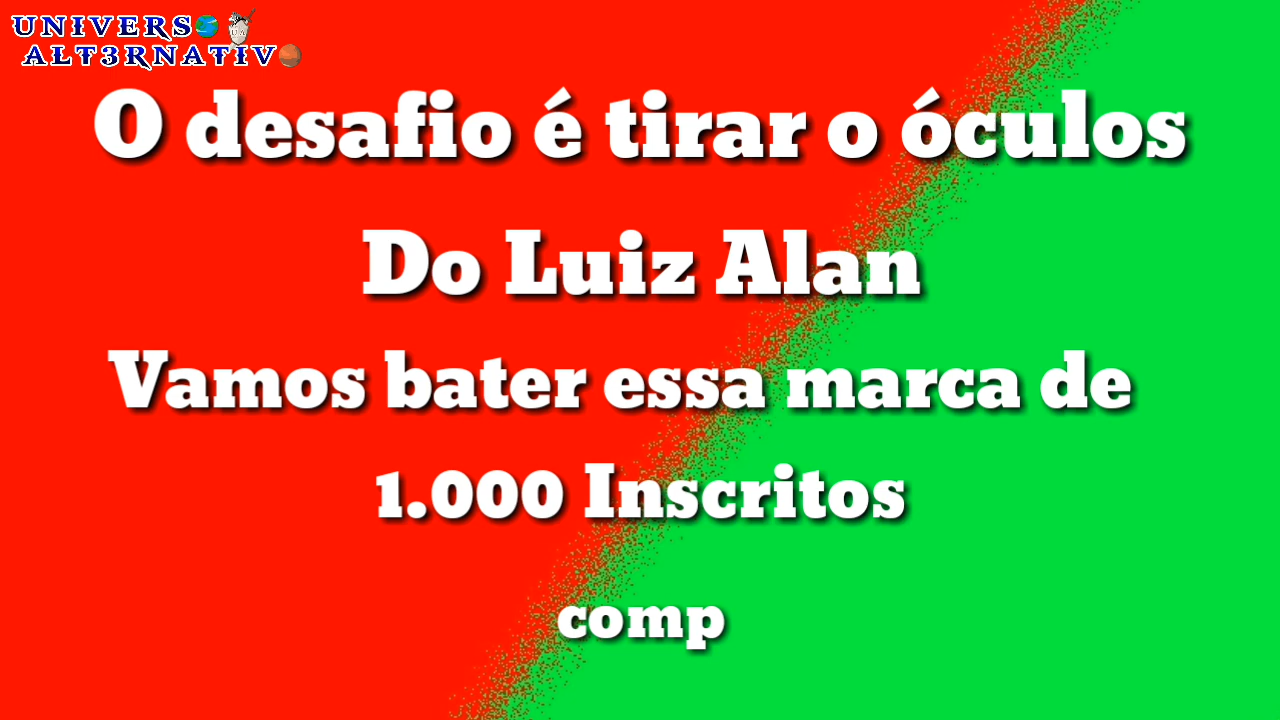 UNIVERSO
ALT3RNATIVO
O desafio é tirar o óculos
Do Luiz Alan
Vamos bater essa marca de
1.000 Inscritos
comp